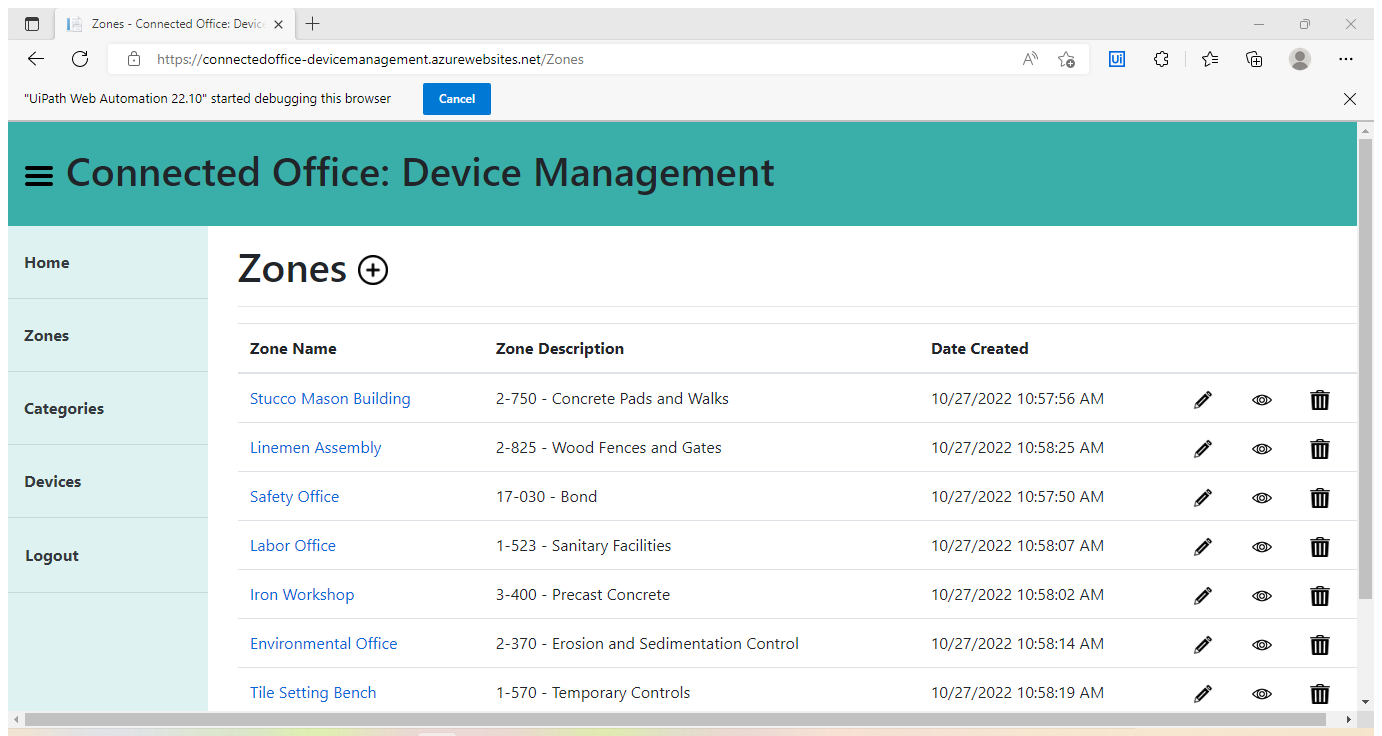 Zones - Connected Office: Devic
https://connectedoffice-devicemanagement.azurewebsites.net/Zones
"UiPath Web Automation 22.10" started debugging this browser Cancel
Connected Office: Device Management
Home
Zones
Categories
Devices
Logout
Zones
Zone Name Zone Description Date Created
Stucco Mason Building 2-750 - Concrete Pads and Walks 10/27/2022 10:57:56 AM
Linemen Assembly 2-825 - Wood Fences and Gates 10/27/2022 10:58:25 AM
Safety Office 17-030 - Bond 10/27/2022 10:57:50 AM
Labor Office 1-523 - Sanitary Facilities 10/27/2022 10:58:07 AM
Iron Workshop 3-400 - Precast Concrete 10/27/2022 10:58:02 AM
Environmental Office 2-370 - Erosion and Sedimentation Control 10/27/2022 10:58:14 AM
Tile Setting Bench 1-570 - Temporary Controls 10/27/2022 10:58:19 AM